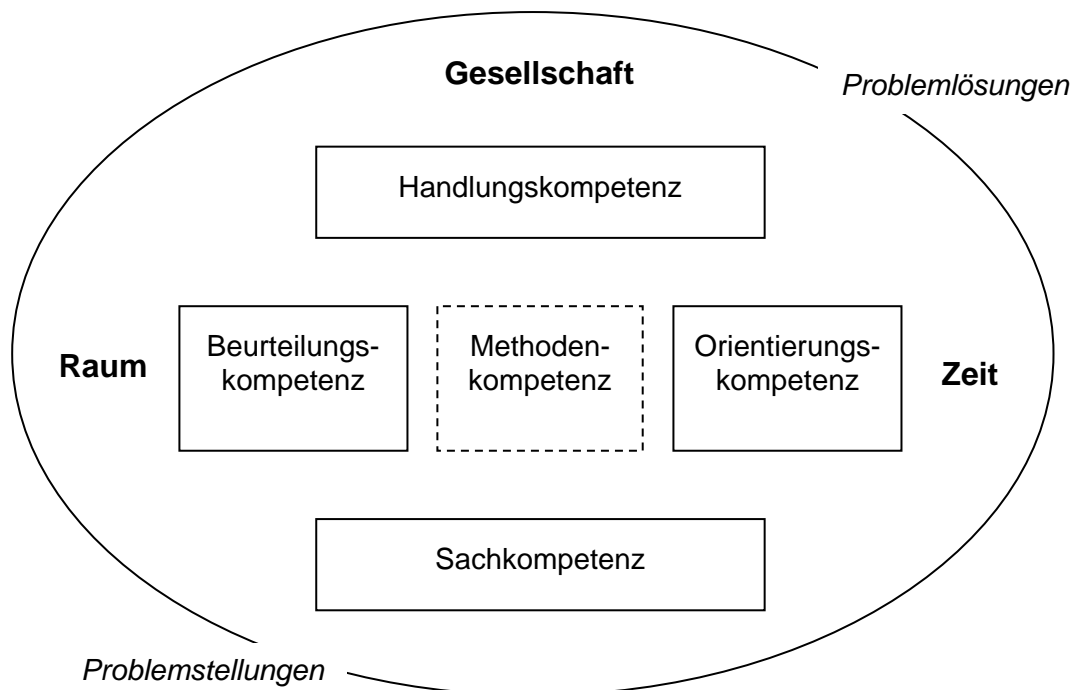 Gesellschaft
Problemlösungen
Handlungskompetenz
Raum
Beurteilungs-
kompetenz
Methoden-
kompetenz
Orientierungs-
kompetenz
Zeit
Sachkompetenz
Problemstellungen